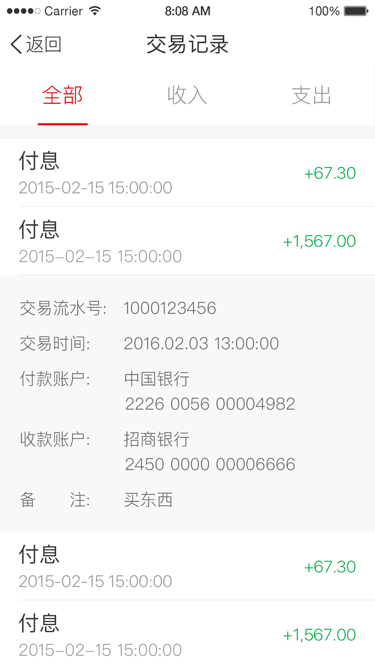 Carrier 8:08 AM 100%
返回 交易记录
全部 收入 支出
付息
+67.30
2015-02-15 15:00:00
付息
+1,567.00
2015-02-15 15:00:00
交易流水号: 1000123456
交易时间: 2016.02.03 13:00:00
付款账户: 中国银行
2226 0056 00004982
收款账户: 招商银行
2450 0000 00006666
备 注: 买东西
付息
+67.30
2015-02-15 15:00:00
付息
+1,567.00
2015-02-15 15:00:00